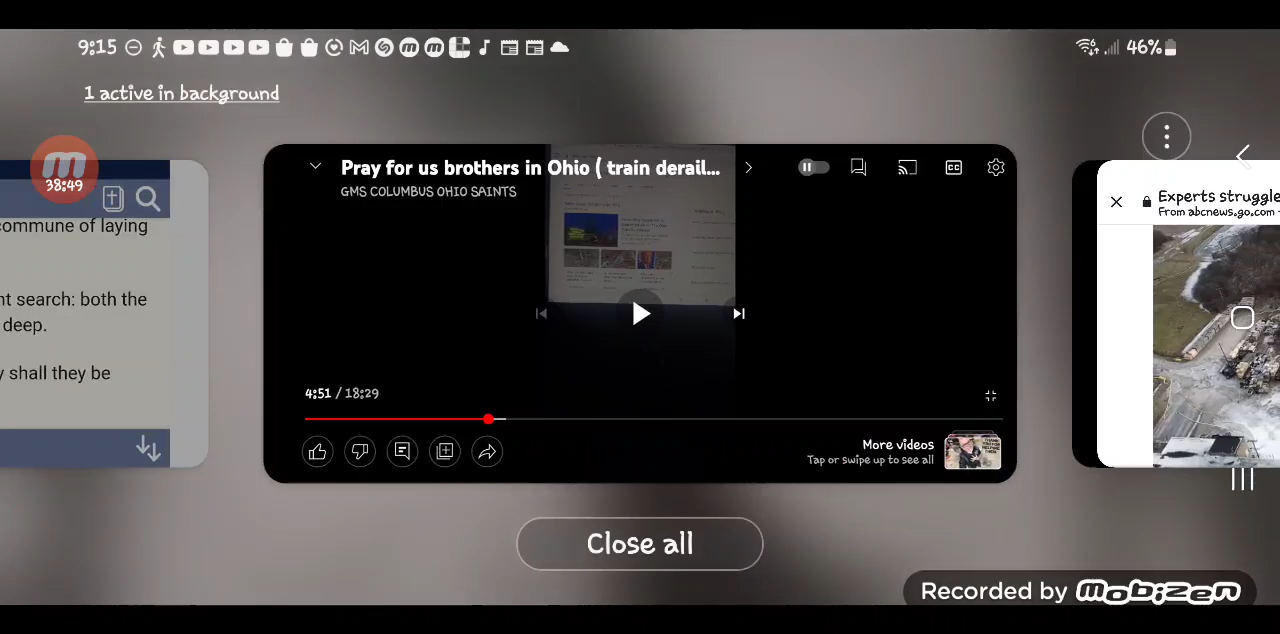 9:15
46%
1 active in background
38:49
commune of laying
nt search: both the
deep.
y shall they be
Pray for us brothers in Ohio ( train derail...
GMS COLUMBUS OHIO SAINTS
CC
4:51 / 18:29
More videos
Tap or swipe up to see all
Experts struggle
From abcnews.go.com
Close all
Recorded by mobizen